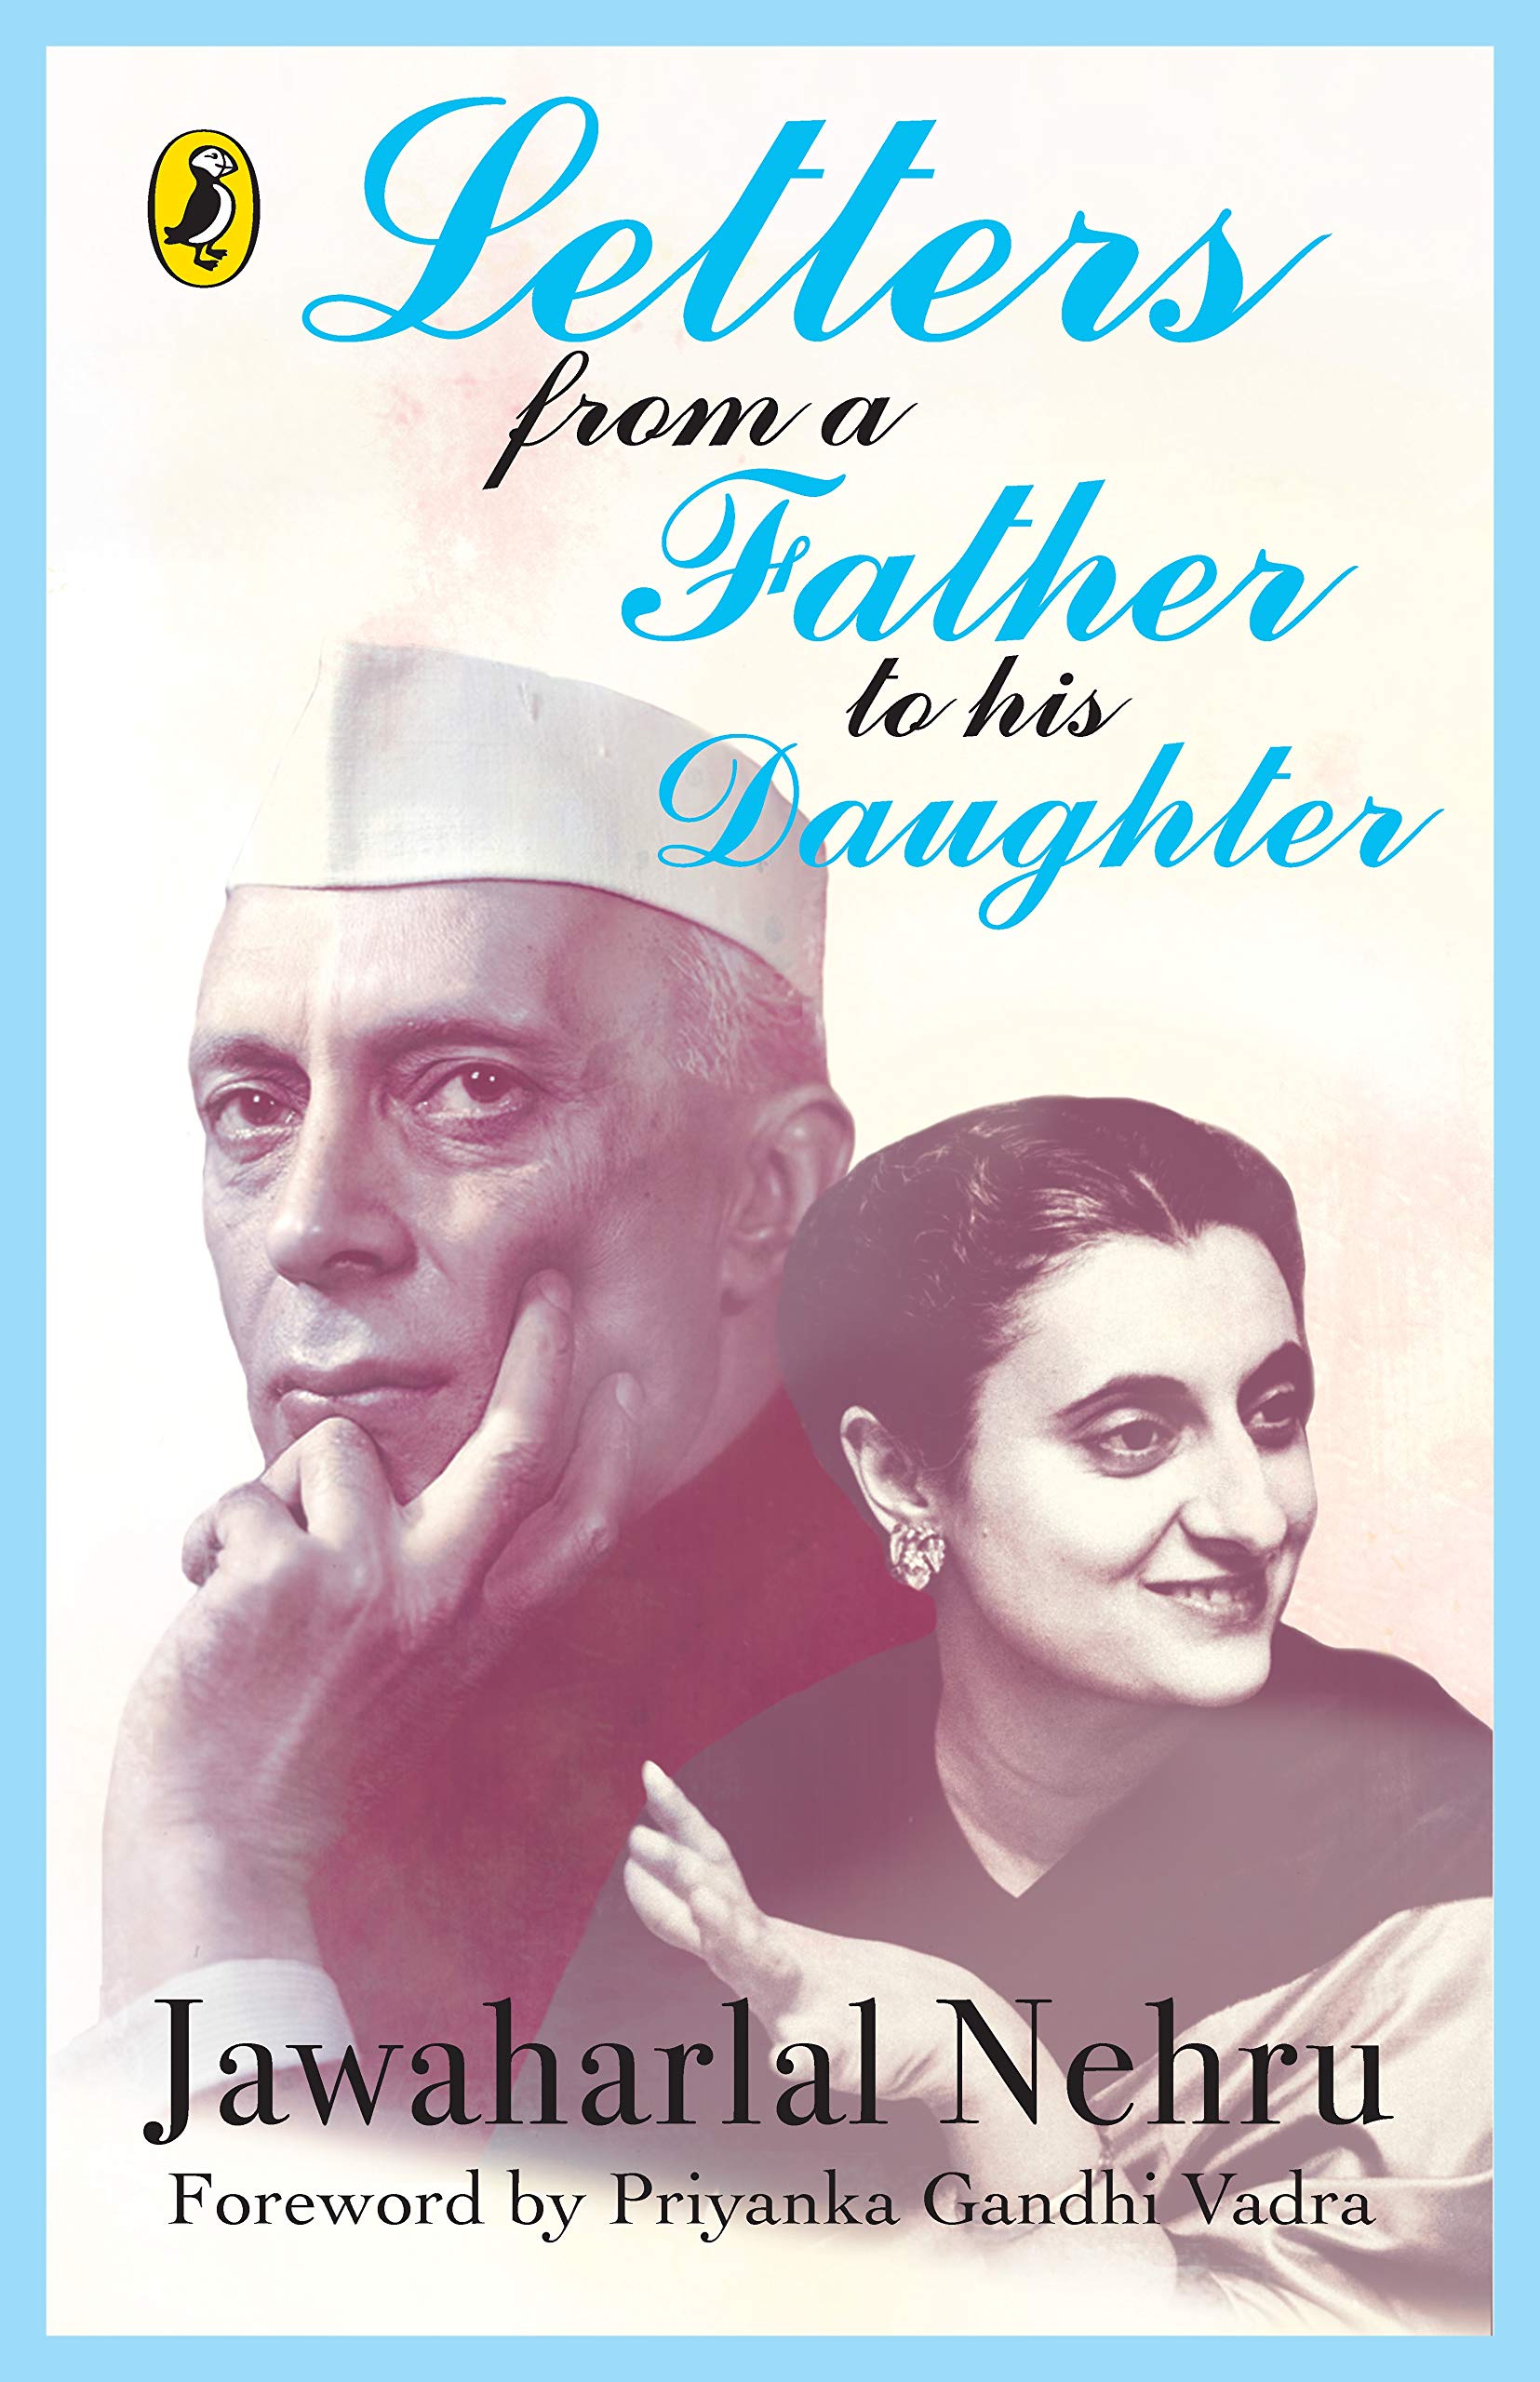 Letters
from a
Father
to his
Daughter
Jawaharlal Nehru
Foreword by Priyanka Gandhi Vadra